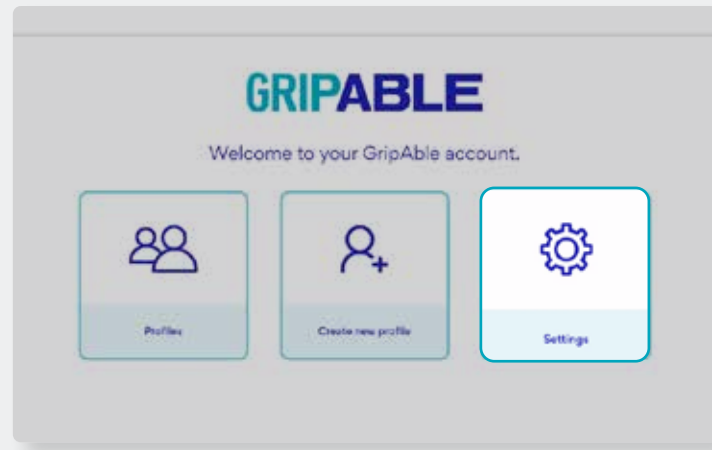 GRIPABLE
Welcome to your GripAble account.
Profiles
Create new profile
Settings